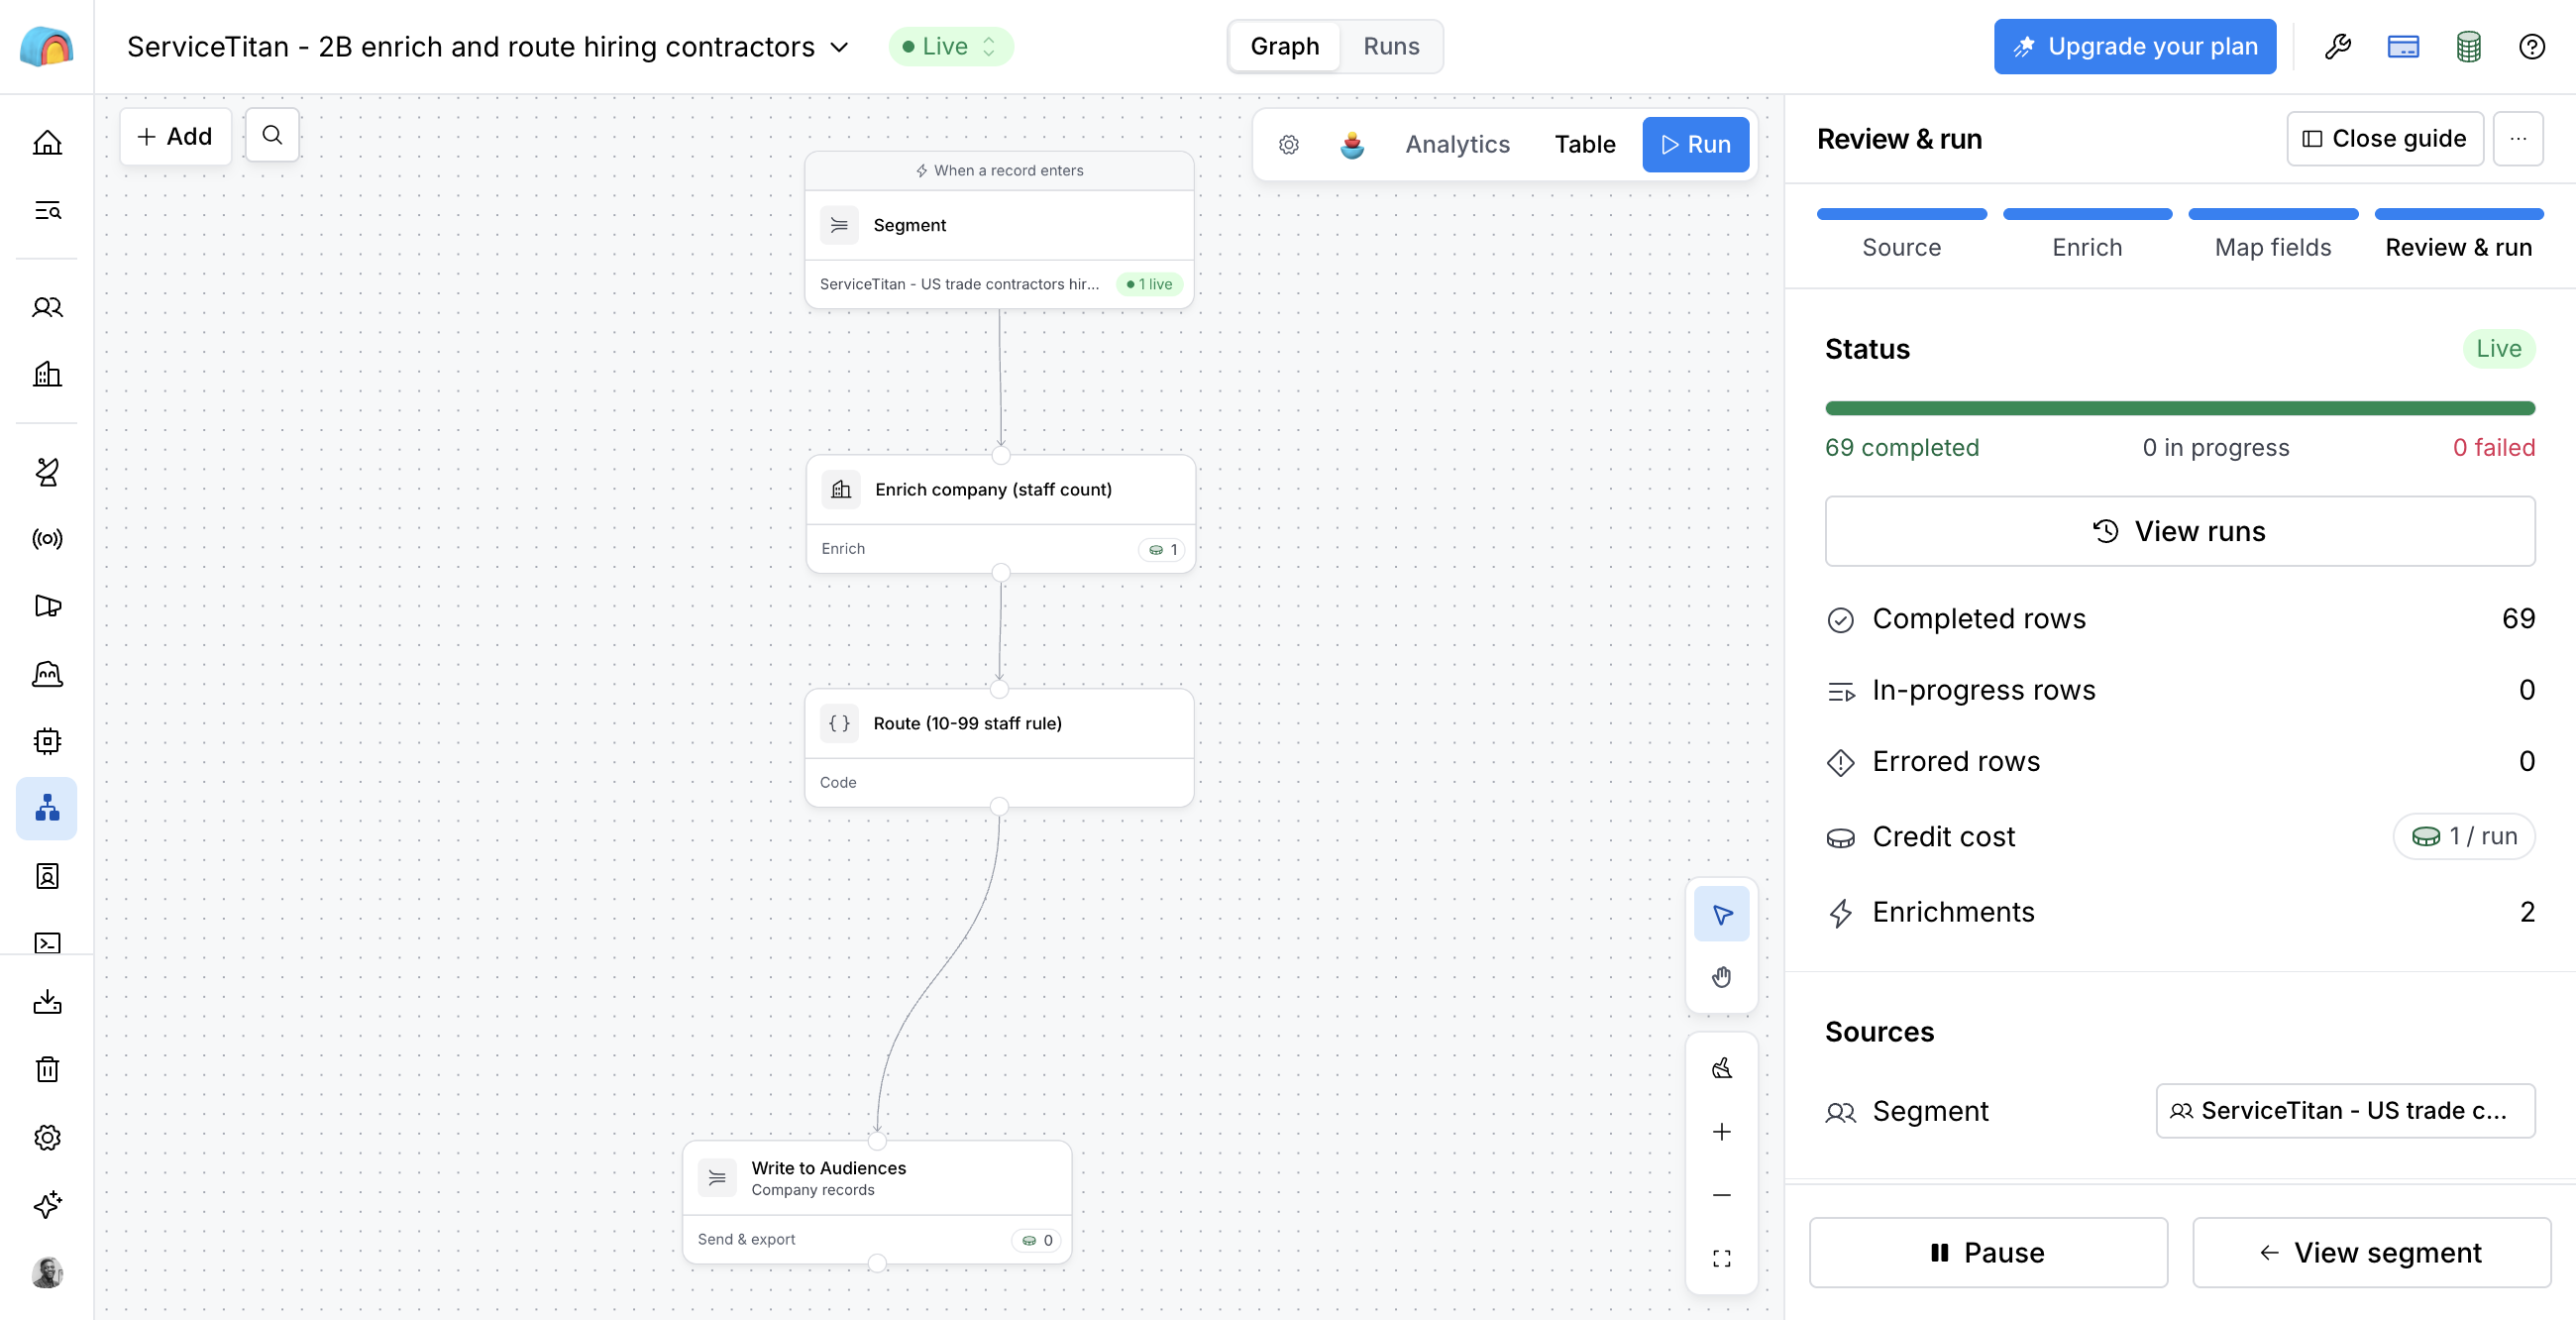 ServiceTitan - 2B enrich and route hiring contractors
Live
Graph
Runs
Upgrade your plan
Add
Analytics
Table
Run
When a record enters
Segment
ServiceTitan - US trade contractors hir...
1 live
Enrich company (staff count)
Enrich
1
Route (10-99 staff rule)
Code
Write to Audiences
Company records
Send & export
0
Review & run
Close guide
Source
Enrich
Map fields
Review & run
Status
Live
69 completed
0 in progress
0 failed
View runs
Completed rows
69
In-progress rows
0
Errored rows
0
Credit cost
1 / run
Enrichments
2
Sources
Segment
ServiceTitan - US trade c...
Pause
View segment